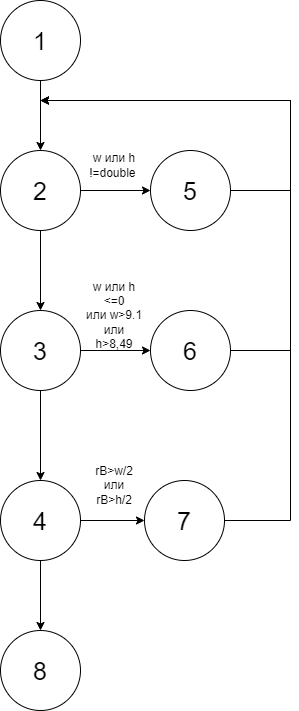 1
w или h
!=double
2
5
w или h
<=0
или w>9.1
или
h>8,49
3
6
rB>w/2
или
rB>h/2
4
7
8